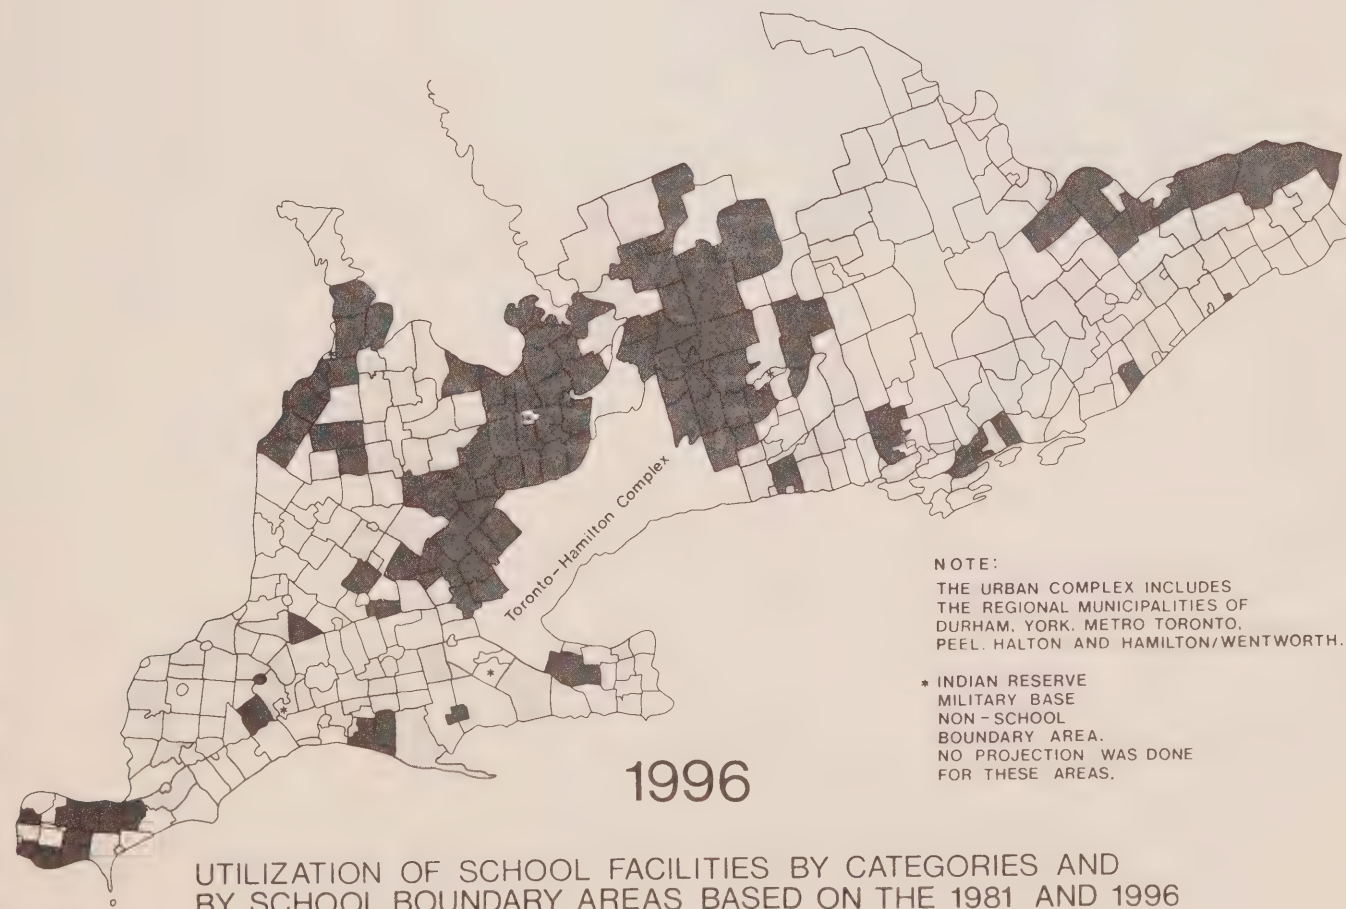 Toronto-Hamilton Complex
NOTE:
THE URBAN COMPLEX INCLUDES
THE REGIONAL MUNICIPALITIES OF
DURHAM, YORK, METRO TORONTO,
PEEL, HALTON AND HAMILTON/WENTWORTH.
* INDIAN RESERVE
MILITARY BASE
NON-SCHOOL
BOUNDARY AREA.
NO PROJECTION WAS DONE
FOR THESE AREAS.
1996
UTILIZATION OF SCHOOL FACILITIES BY CATEGORIES AND
BY SCHOOL BOUNDARY AREAS BASED ON THE 1981 AND 1996